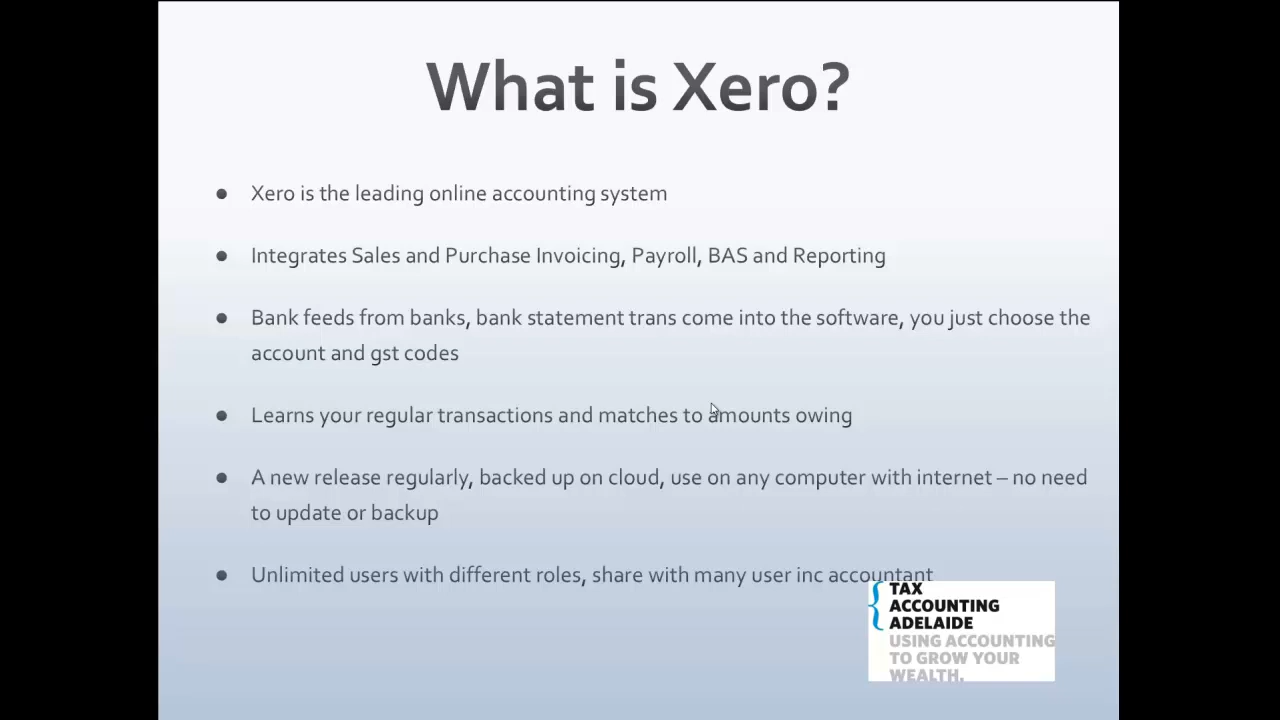 What is Xero?
● Xero is the leading online accounting system
● Integrates Sales and Purchase Invoicing, Payroll, BAS and Reporting
● Bank feeds from banks, bank statement trans come into the software, you just choose the
account and gst codes
● Learns your regular transactions and matches to amounts owing
● A new release regularly, backed up on cloud, use on any computer with internet – no need
to update or backup
● Unlimited users with different roles, share with many user inc accountant
TAX
ACCOUNTING
ADELAIDE
USING ACCOUNTING
TO GROW YOUR
WEALTH.